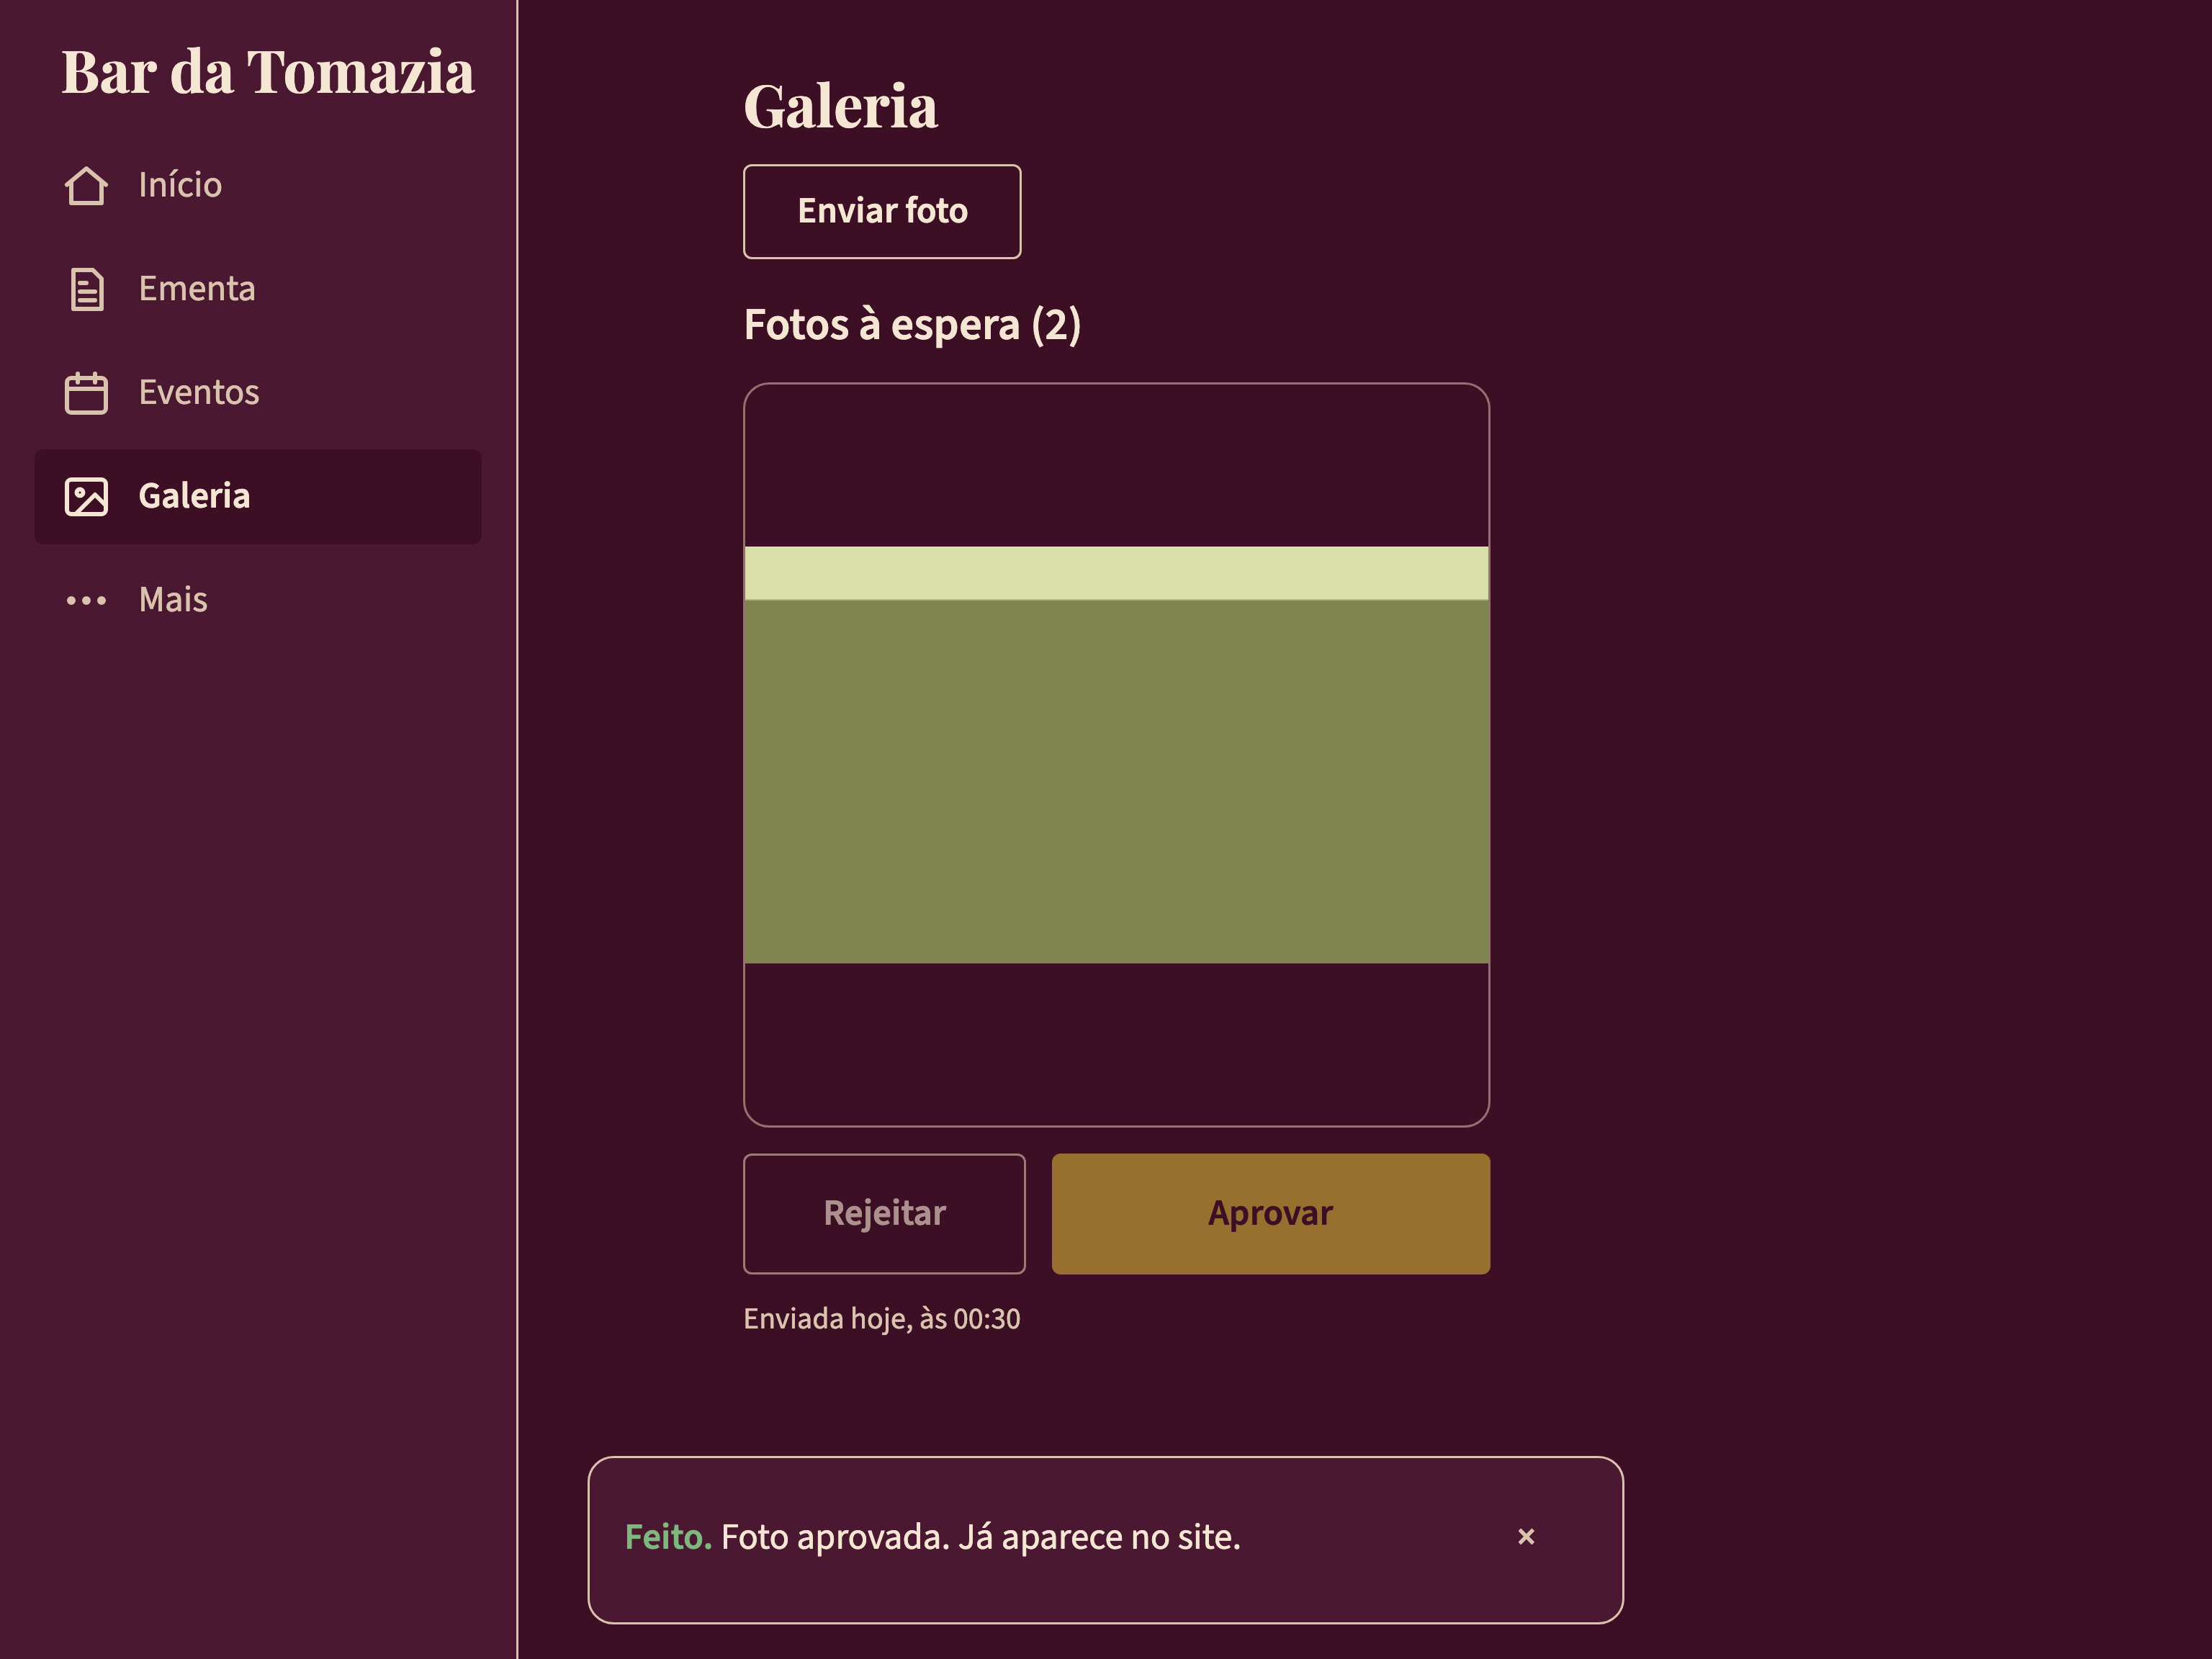 Bar da Tomazia
Início
Ementa
Eventos
Galeria
Mais
Galeria
Enviar foto
Fotos à espera (2)
Rejeitar
Aprovar
Enviada hoje, às 00:30
Feito. Foto aprovada. Já aparece no site.
×